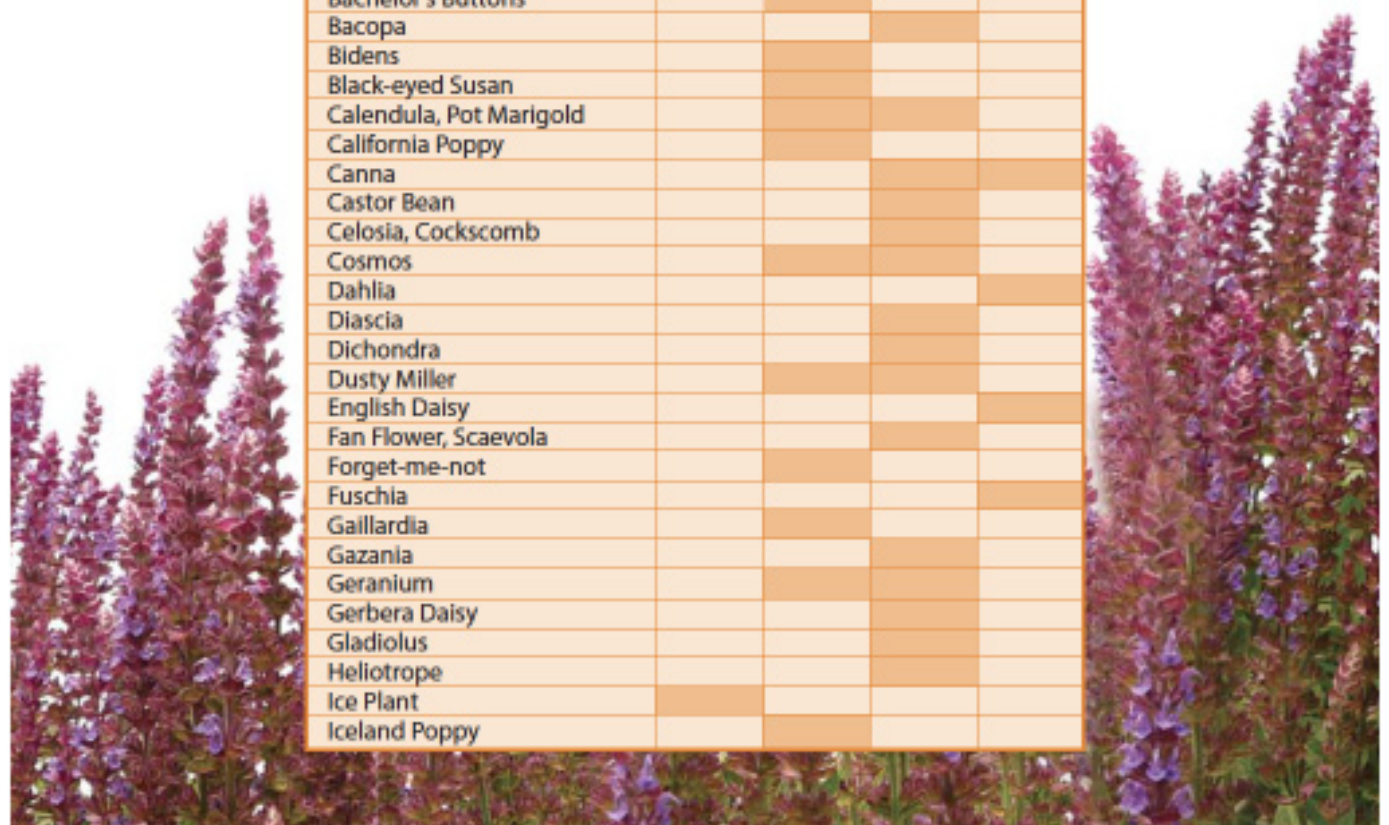 Bachelor's Buttons
Bacopa
Bidens
Black-eyed Susan
Calendula, Pot Marigold
California Poppy
Canna
Castor Bean
Celosia, Cockscomb
Cosmos
Dahlia
Diascia
Dichondra
Dusty Miller
English Daisy
Fan Flower, Scaevola
Forget-me-not
Fuschia
Gaillardia
Gazania
Geranium
Gerbera Daisy
Gladiolus
Heliotrope
Ice Plant
Iceland Poppy